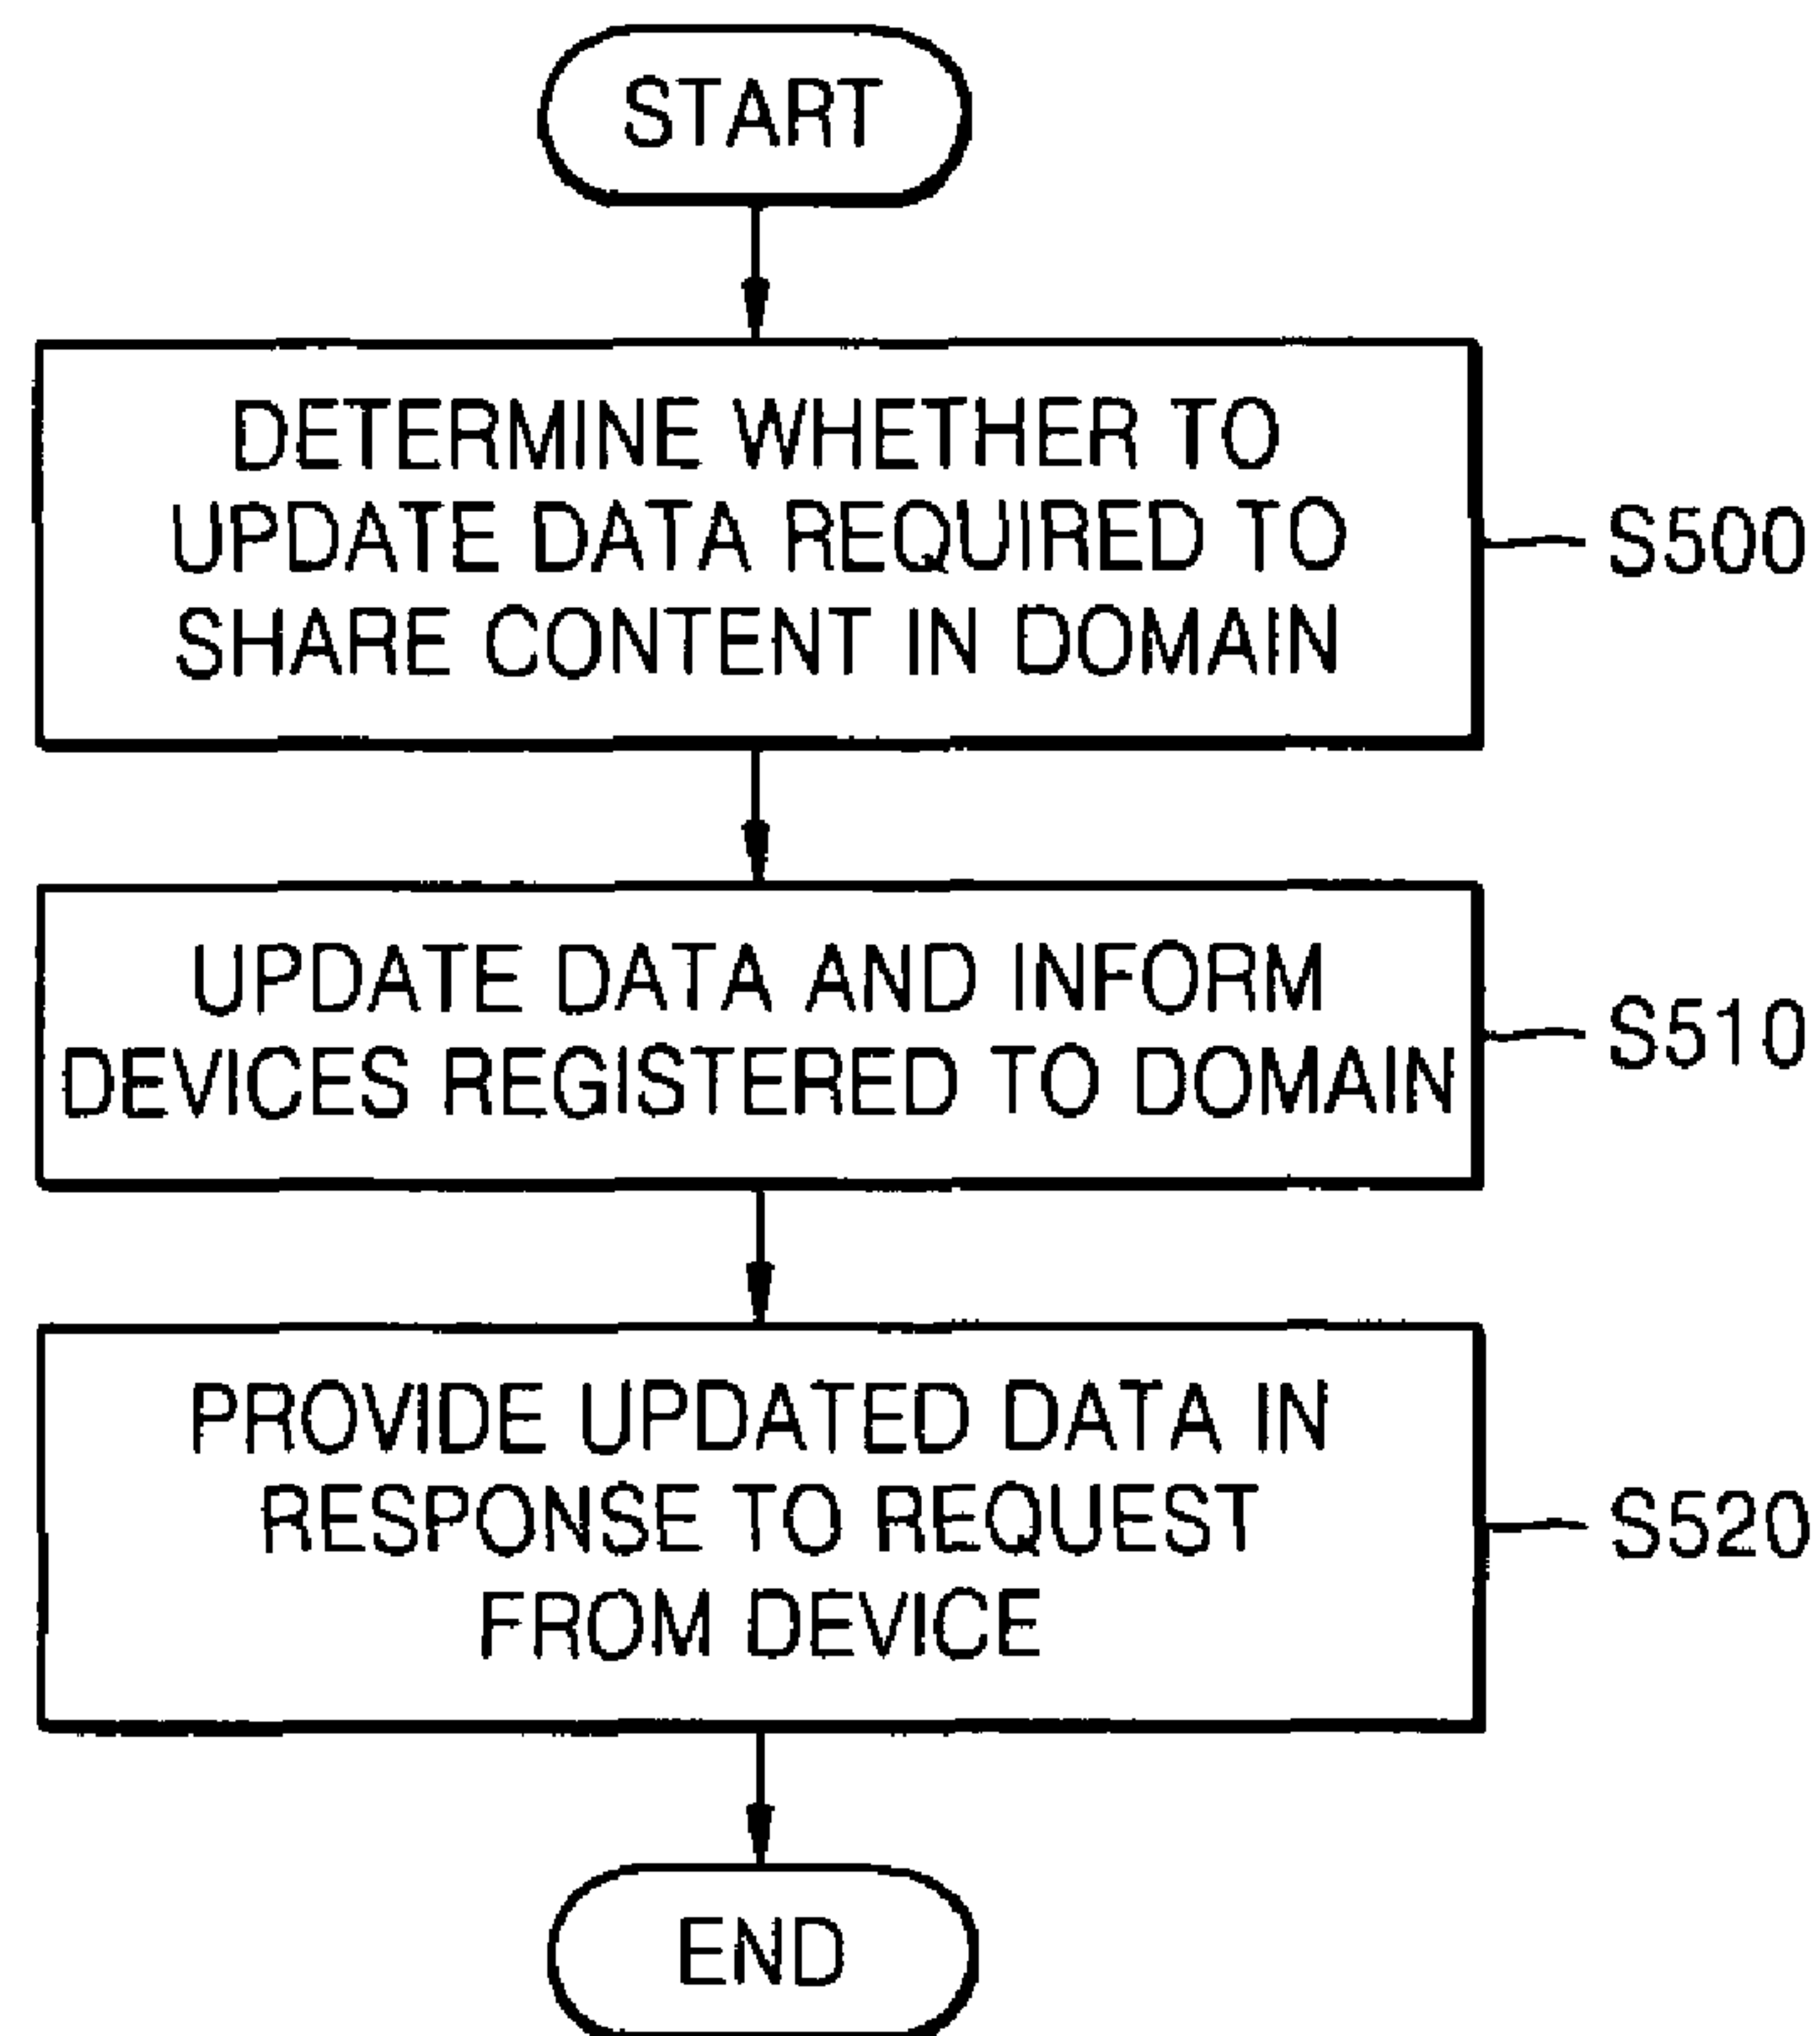 START
DETERMINE WHETHER TO
UPDATE DATA REQUIRED TO
SHARE CONTENT IN DOMAIN
S500
UPDATE DATA AND INFORM
DEVICES REGISTERED TO DOMAIN
S510
PROVIDE UPDATED DATA IN
RESPONSE TO REQUEST
FROM DEVICE
S520
END